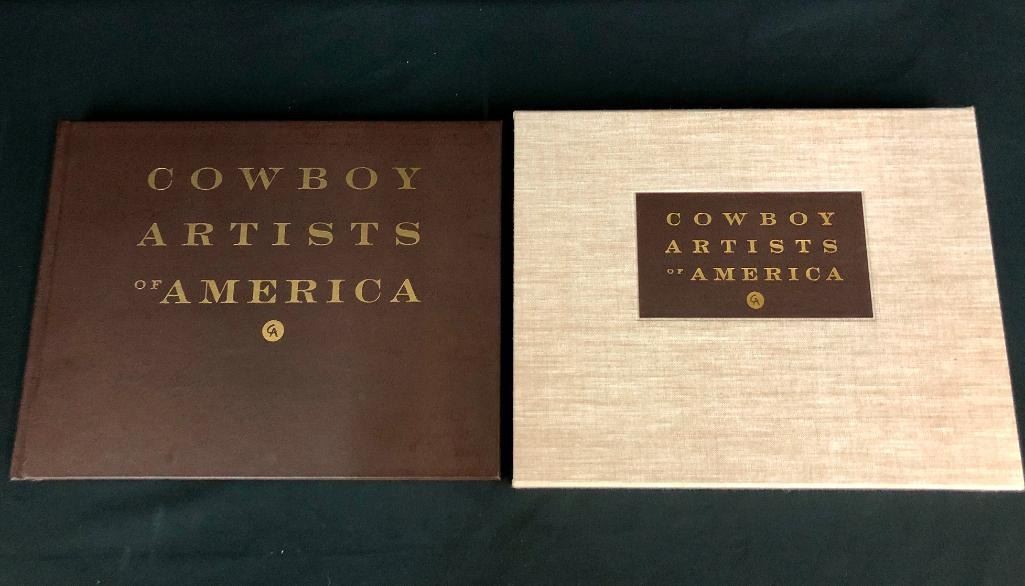 COWBOY
ARTISTS
OF AMERICA
CA
COWBOY
ARTISTS
OF AMERICA
CA